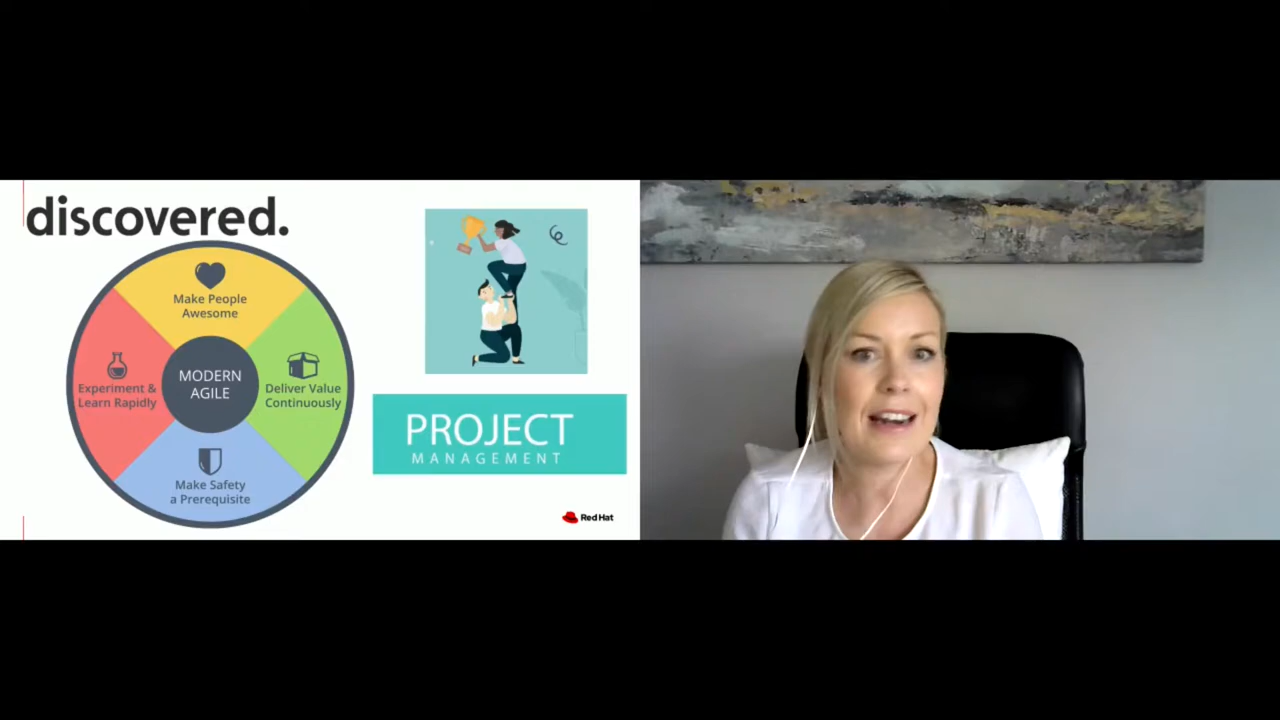 discovered.
Make People
Awesome
Experiment &
Learn Rapidly
MODERN
AGILE
Deliver Value
Continuously
Make Safety
a Prerequisite
PROJECT
MANAGEMENT
Red Hat